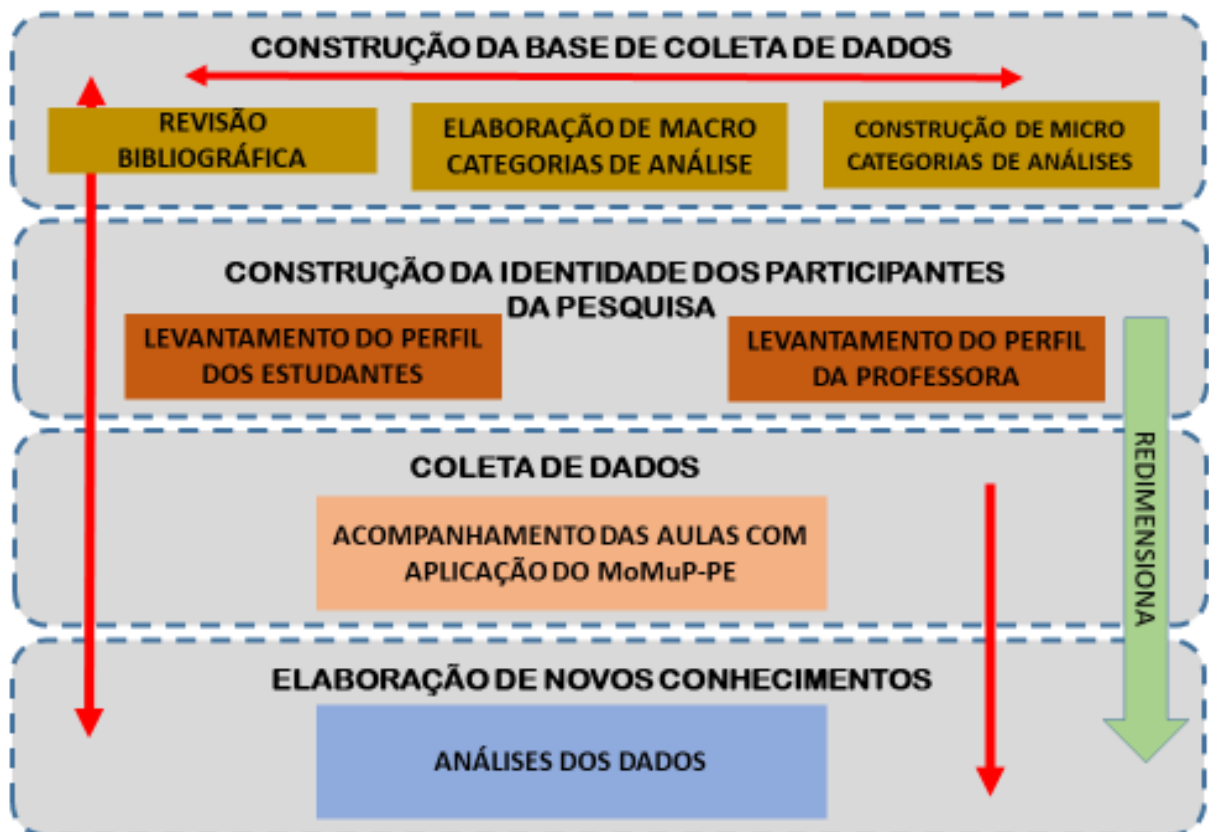 CONSTRUÇÃO DA BASE DE COLETA DE DADOS
REVISÃO
BIBLIOGRÁFICA
ELABORAÇÃO DE MACRO
CATEGORIAS DE ANÁLISE
CONSTRUÇÃO DE MICRO
CATEGORIAS DE ANÁLISES
CONSTRUÇÃO DA IDENTIDADE DOS PARTICIPANTES
DA PESQUISA
LEVANTAMENTO DO PERFIL
DOS ESTUDANTES
LEVANTAMENTO DO PERFIL
DA PROFESSORA
REDIMENSIONA
COLETA DE DADOS
ACOMPANHAMENTO DAS AULAS COM
APLICAÇÃO DO MoMuP-PE
ELABORAÇÃO DE NOVOS CONHECIMENTOS
ANÁLISES DOS DADOS